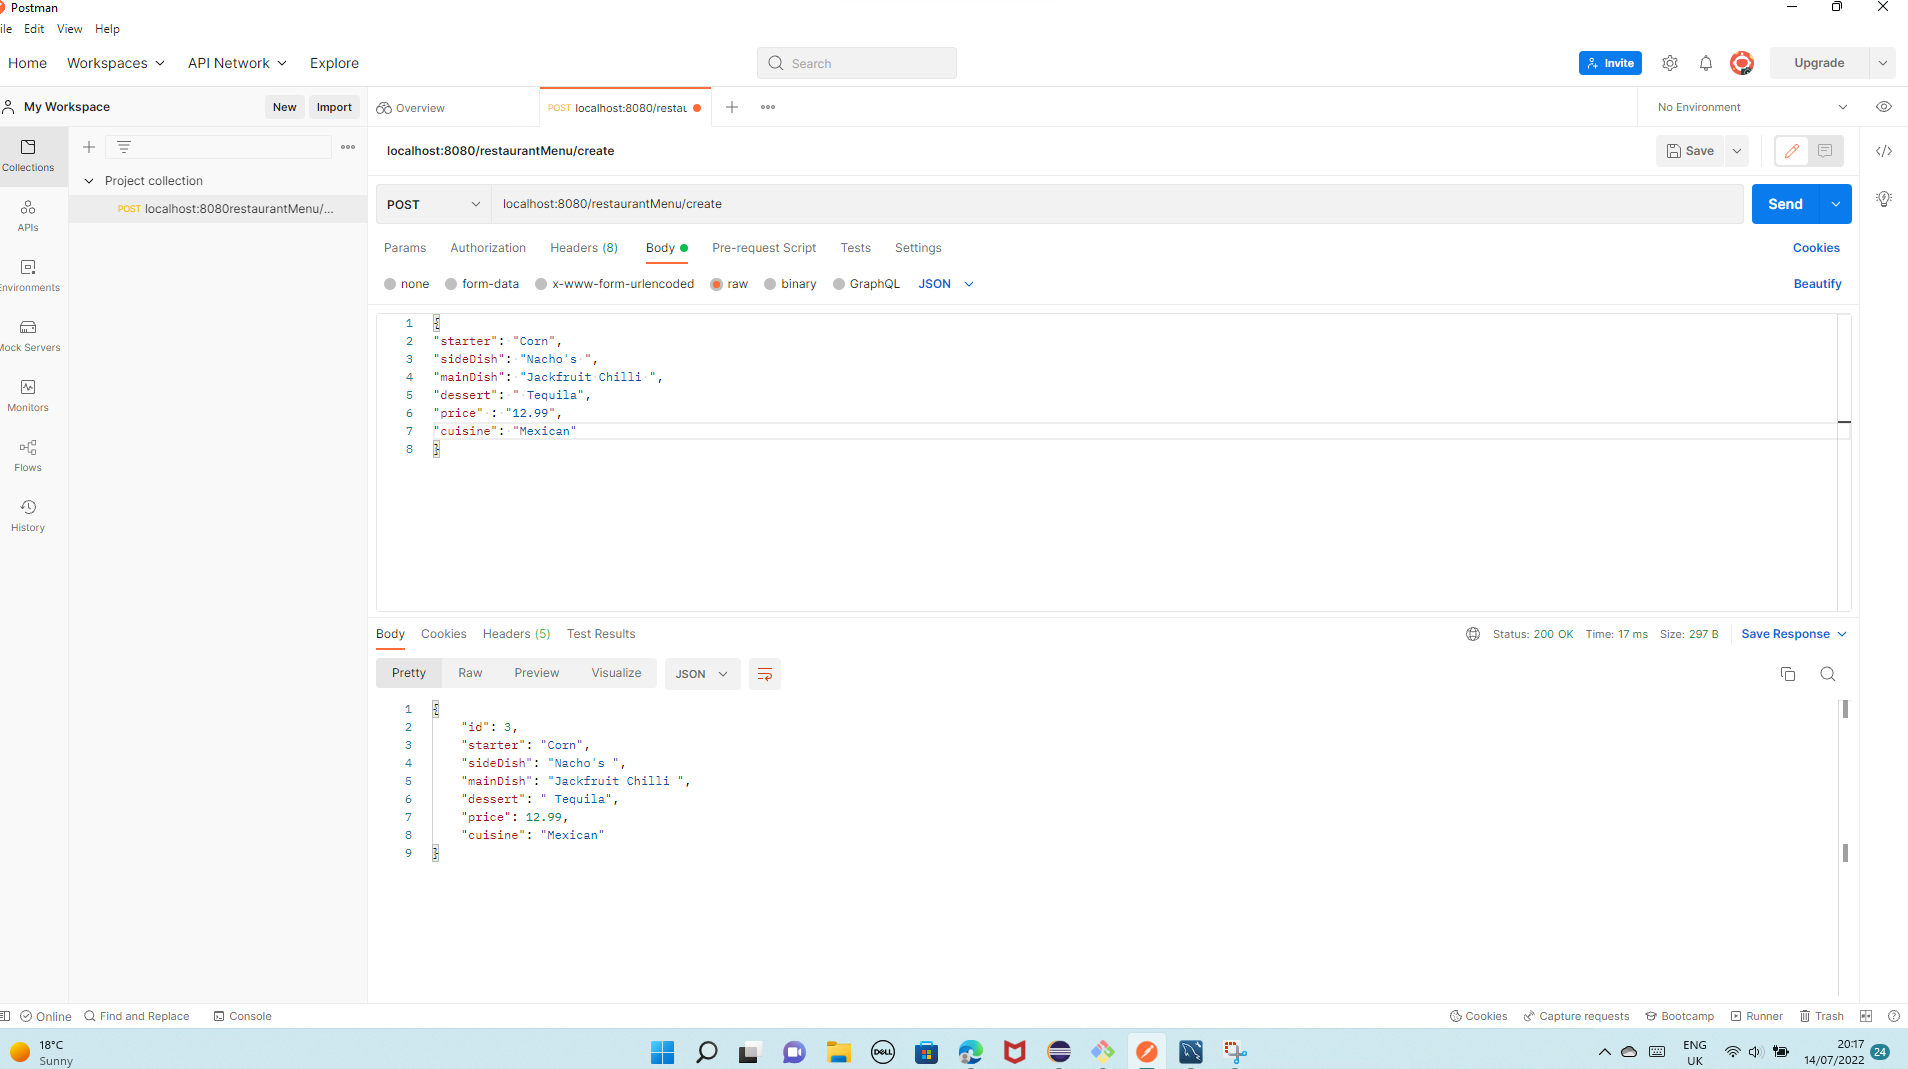 Postman
ile Edit View Help
Home Workspaces API Network Explore Search Invite Upgrade
My Workspace New Import Overview POST localhost:8080/restau No Environment
Collections
Project collection
POST localhost:8080restaurantMenu/...
APIs
Environments
Mock Servers
Monitors
Flows
History
localhost:8080/restaurantMenu/create Save
POST localhost:8080/restaurantMenu/create Send
Params Authorization Headers (8) Body Pre-request Script Tests Settings Cookies
none form-data x-www-form-urlencoded raw binary GraphQL JSON Beautify
1 {
2 "starter": "Corn",
3 "sideDish": "Nacho's ",
4 "mainDish": "Jackfruit Chilli ",
5 "dessert": " Tequila",
6 "price" : "12.99",
7 "cuisine": "Mexican"
8 }
Body Cookies Headers (5) Test Results Status: 200 OK Time: 17 ms Size: 297 B Save Response
Pretty Raw Preview Visualize JSON
1 {
2 "id": 3,
3 "starter": "Corn",
4 "sideDish": "Nacho's ",
5 "mainDish": "Jackfruit Chilli ",
6 "dessert": " Tequila",
7 "price": 12.99,
8 "cuisine": "Mexican"
9 }
Online Find and Replace Console Cookies Capture requests Bootcamp Runner Trash
18°C
Sunny
DELL
ENG
UK
20:17
14/07/2022
24